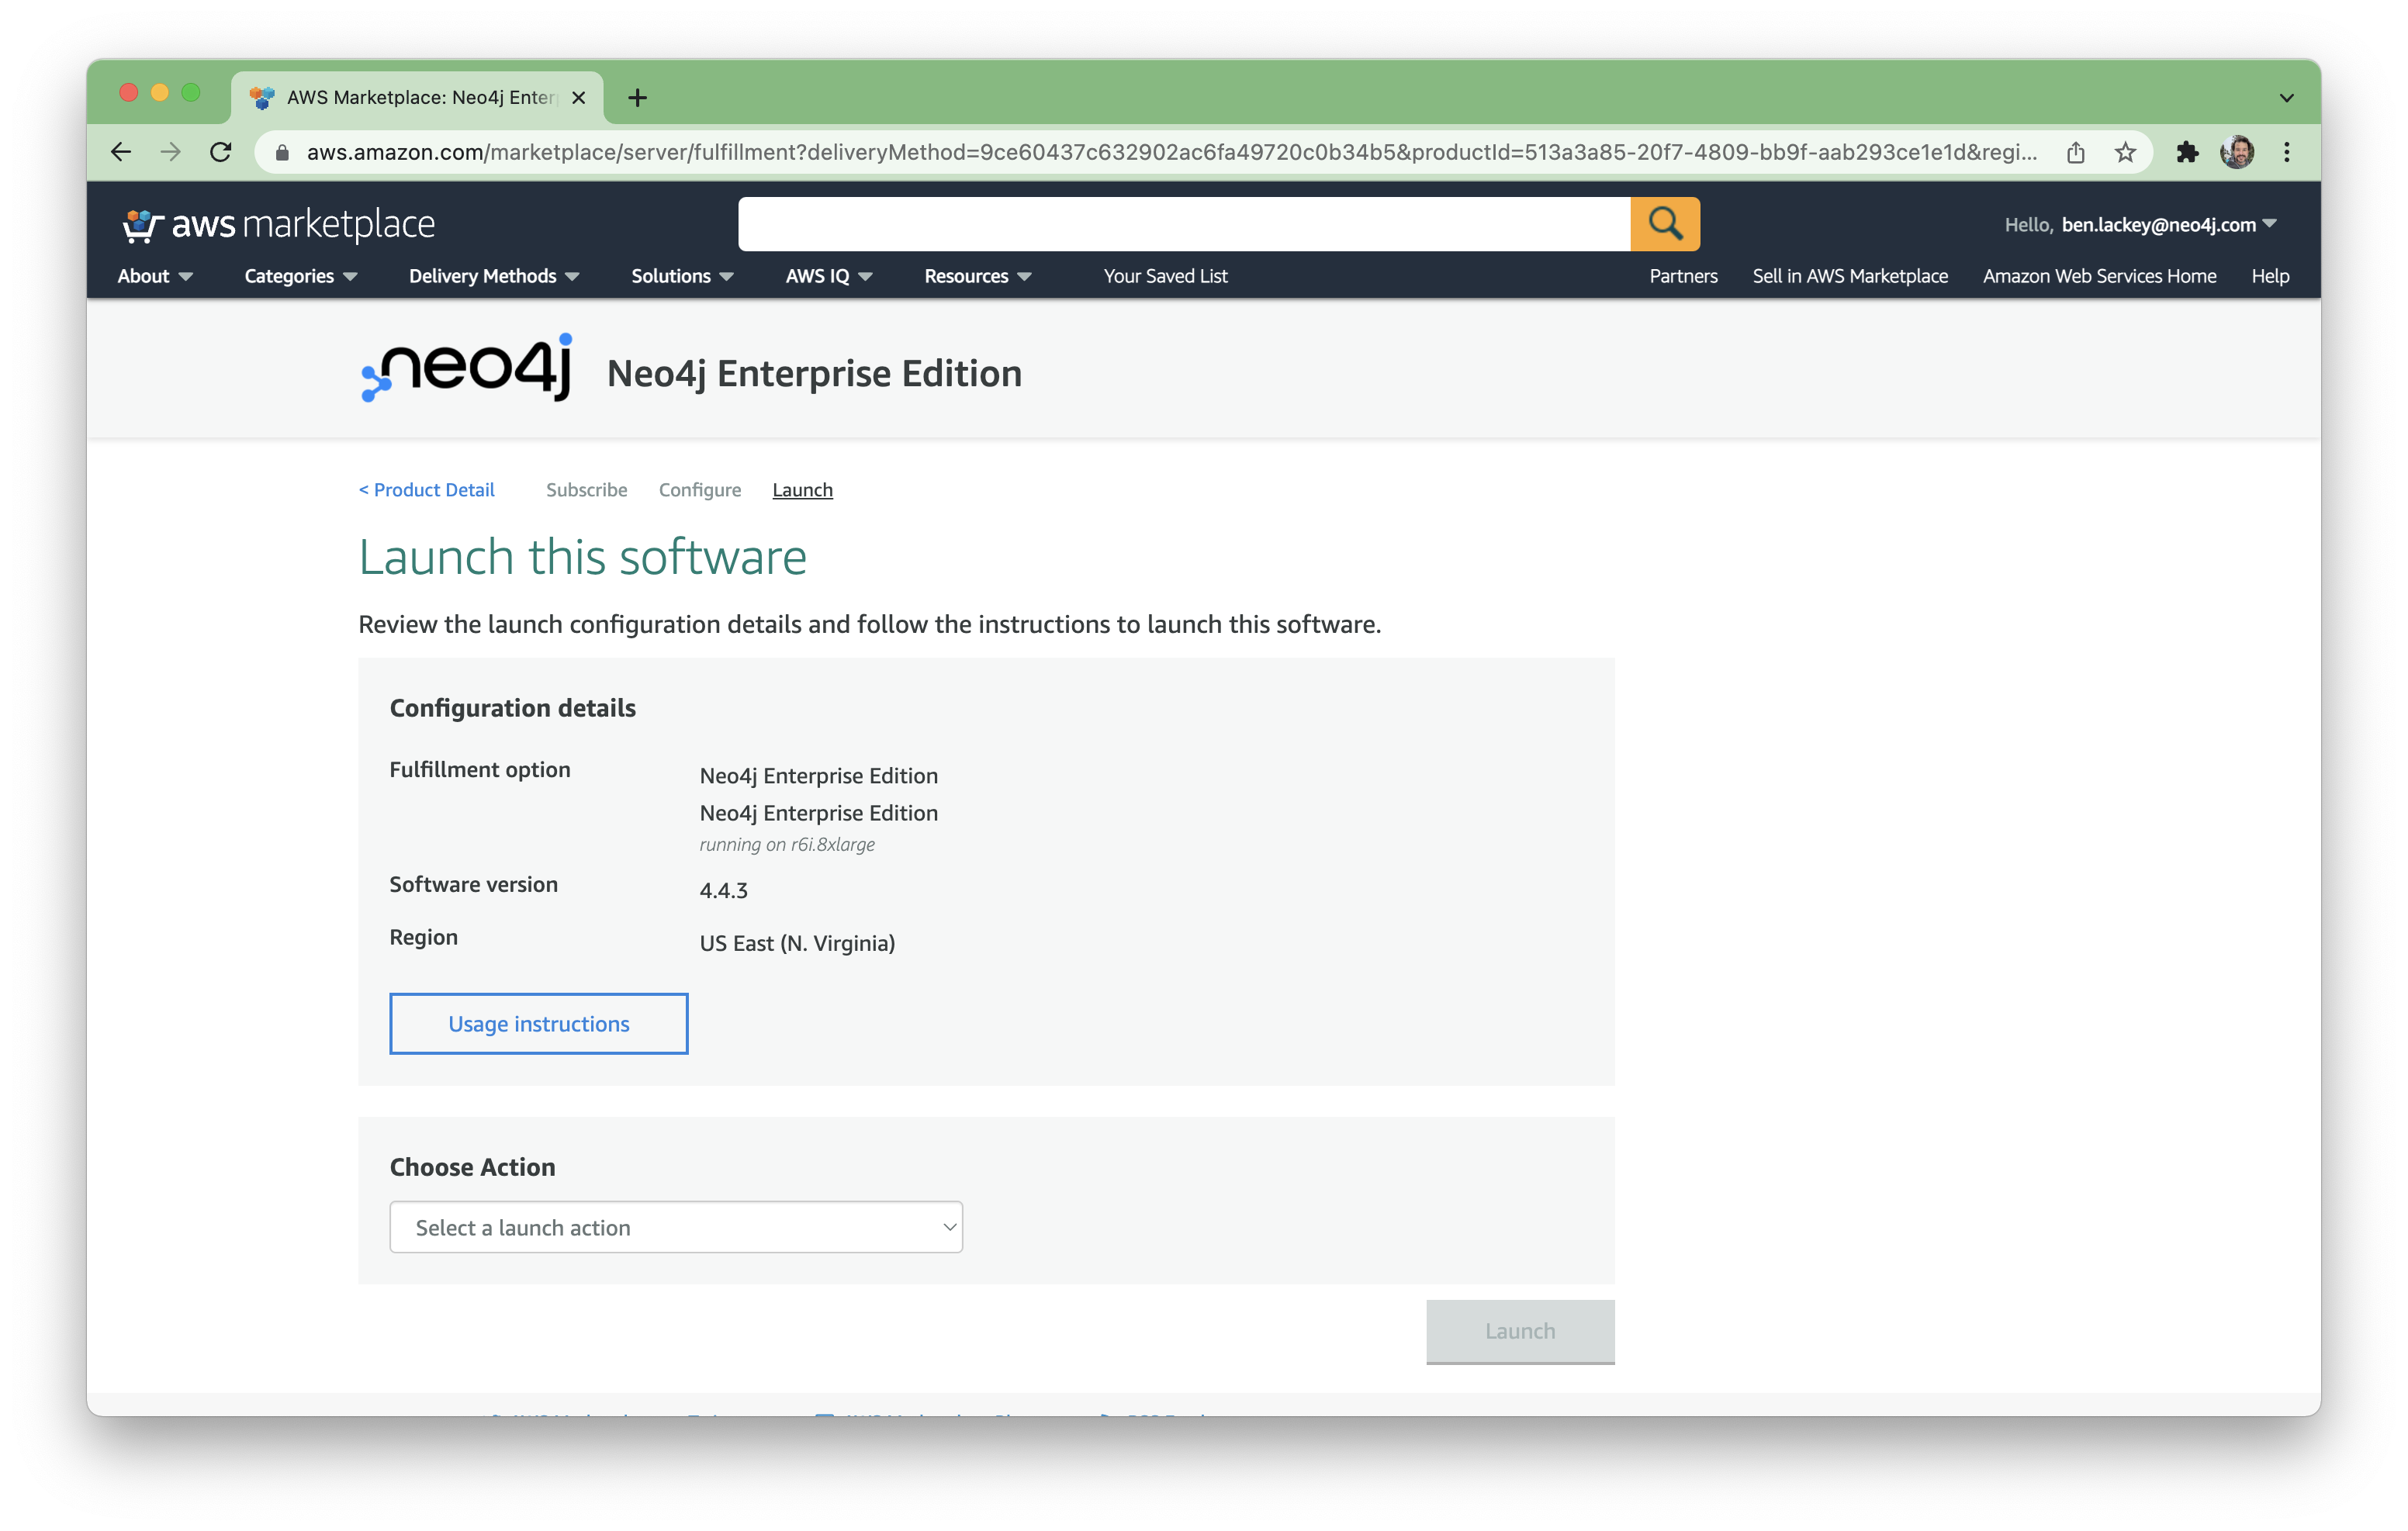 AWS Marketplace: Neo4j Enter
aws.amazon.com/marketplace/server/fulfillment?deliveryMethod=9ce60437c632902ac6fa49720c0b34b5&productId=513a3a85-20f7-4809-bb9f-aab293ce1e1d&regi...
aws marketplace
Hello, ben.lackey@neo4j.com
About Categories Delivery Methods Solutions AWS IQ Resources Your Saved List Partners Sell in AWS Marketplace Amazon Web Services Home Help
neo4j Neo4j Enterprise Edition
< Product Detail Subscribe Configure Launch
Launch this software
Review the launch configuration details and follow the instructions to launch this software.
Configuration details
Fulfillment option
Neo4j Enterprise Edition
Neo4j Enterprise Edition
running on r6i.8xlarge
Software version
4.4.3
Region
US East (N. Virginia)
Usage instructions
Choose Action
Select a launch action
Launch